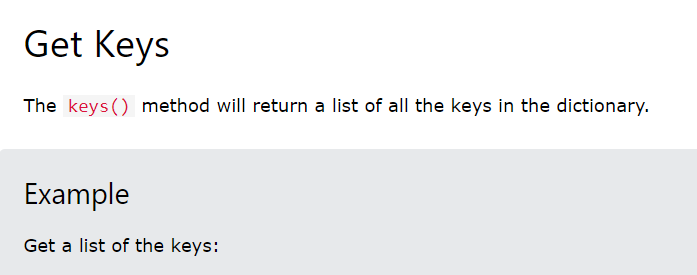 Get Keys
The keys() method will return a list of all the keys in the dictionary.
Example
Get a list of the keys: